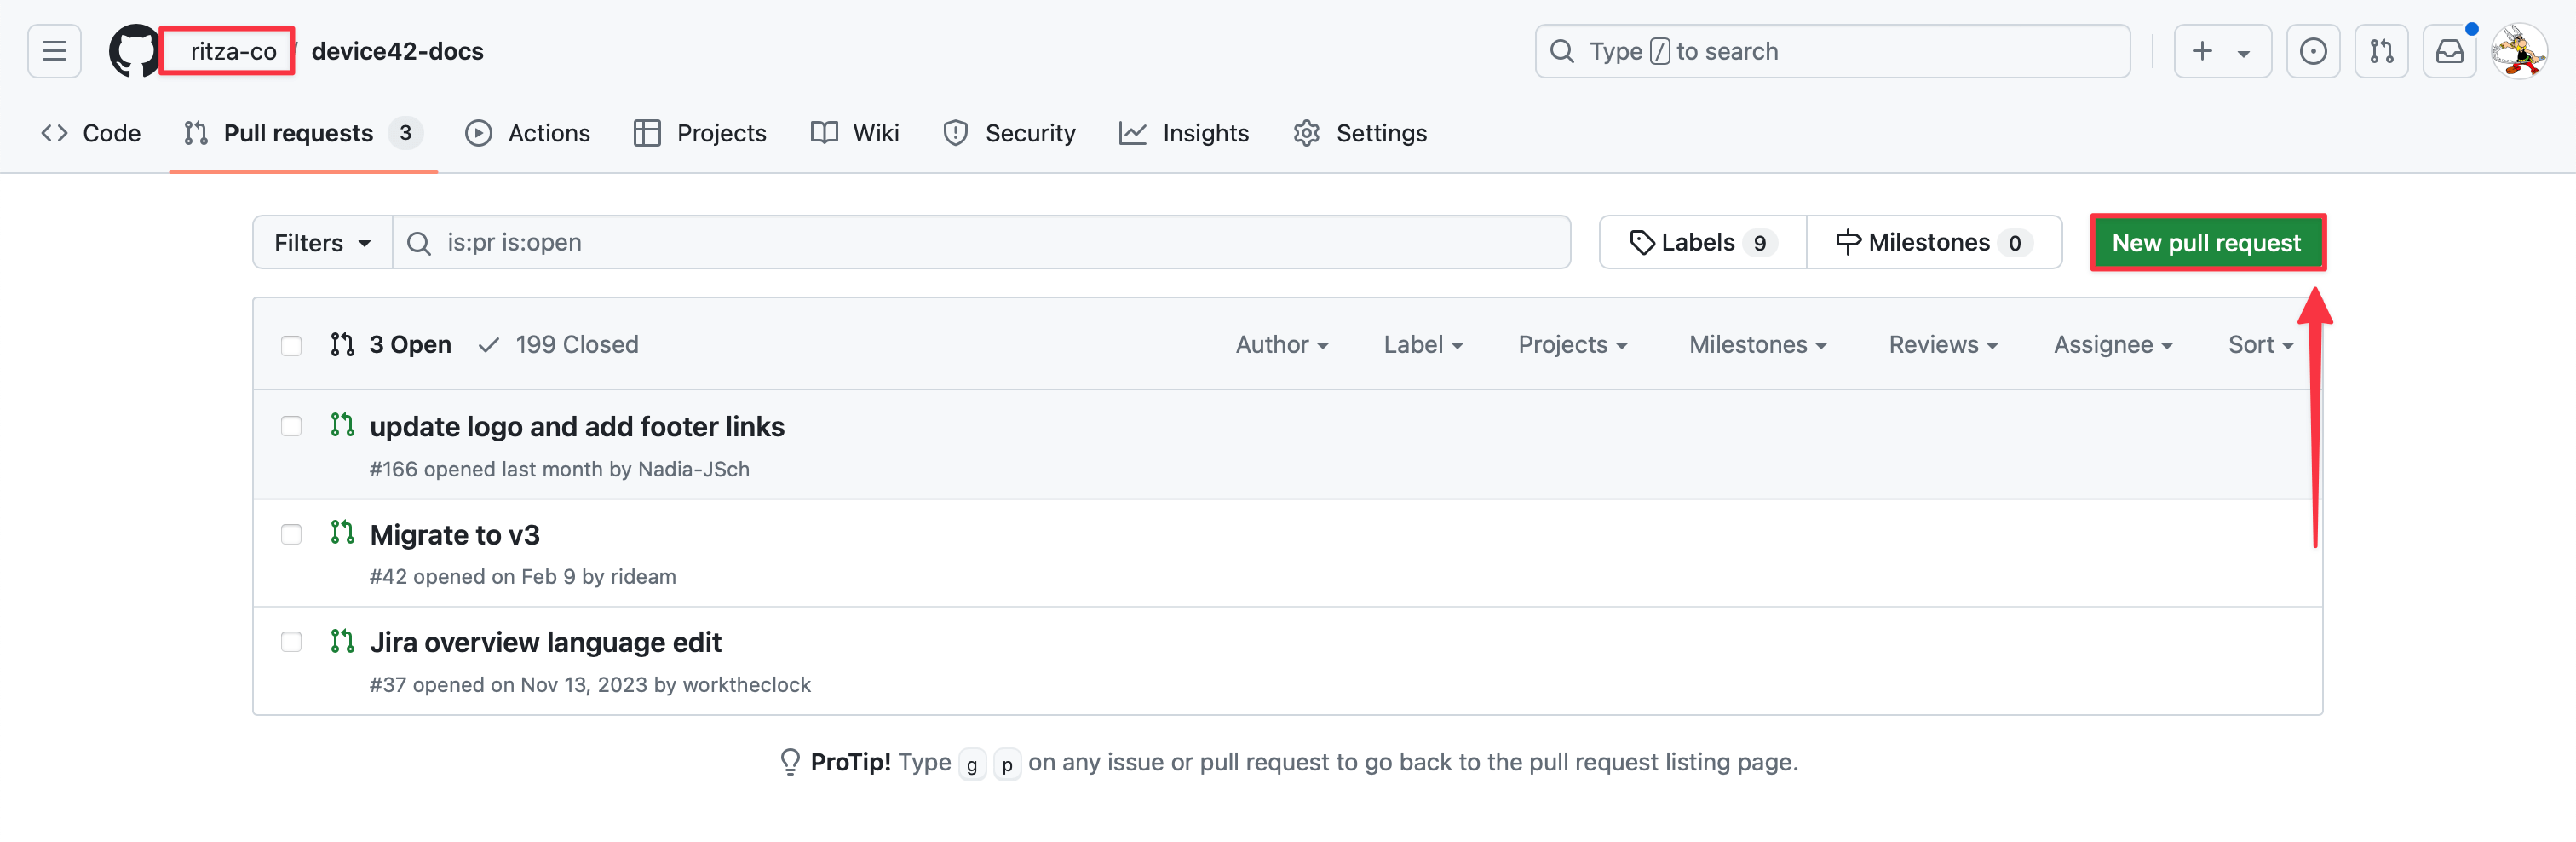 ritza-co / device42-docs
Type / to search
Code
Pull requests 3
Actions
Projects
Wiki
Security
Insights
Settings
Filters
is:pr is:open
Labels 9
Milestones 0
New pull request
3 Open
199 Closed
Author
Label
Projects
Milestones
Reviews
Assignee
Sort
update logo and add footer links
#166 opened last month by Nadia-JSch
Migrate to v3
#42 opened on Feb 9 by rideam
Jira overview language edit
#37 opened on Nov 13, 2023 by worktheclock
ProTip! Type g p on any issue or pull request to go back to the pull request listing page.